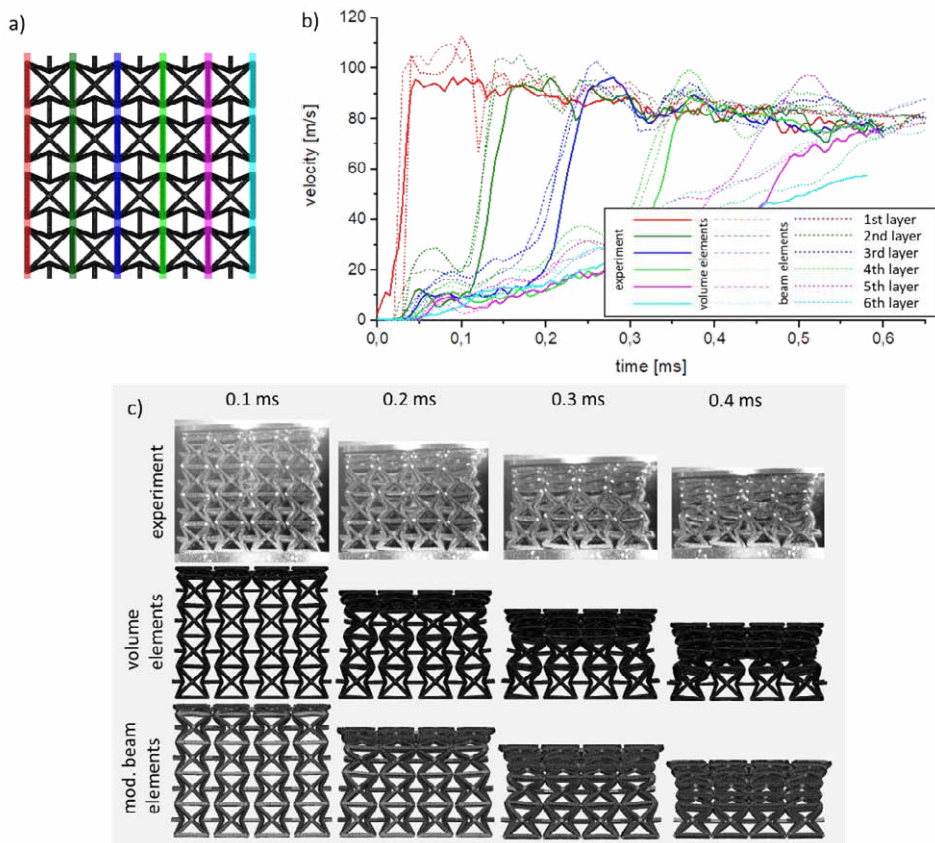 a)
b)
120
100
80
60
40
20
0
velocity [m/s]
0,0
0,1
0,2
0,3
0,4
0,5
0,6
time [ms]
experiment
volume elements
beam elements
1st layer
2nd layer
3rd layer
4th layer
5th layer
6th layer
c)
0.1 ms
0.2 ms
0.3 ms
0.4 ms
experiment
volume
elements
mod. beam
elements